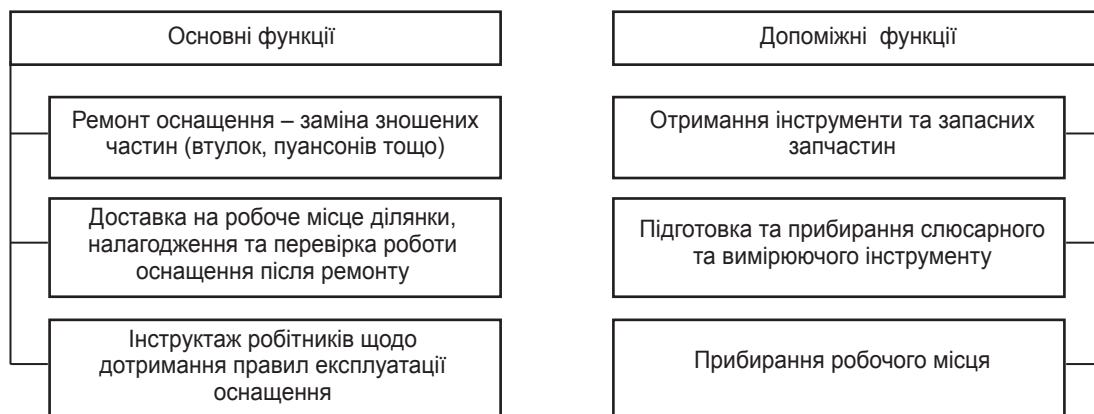 Основні функції
Ремонт оснащення – заміна зношених
частин (втулок, пуансонів тощо)
Доставка на робоче місце ділянки,
налагодження та перевірка роботи
оснащення після ремонту
Інструктаж робітників щодо
дотримання правил експлуатації
оснащення
Допоміжні функції
Отримання інструменти та запасних
запчастин
Підготовка та прибирання слюсарного
та вимірюючого інструменту
Прибирання робочого місця